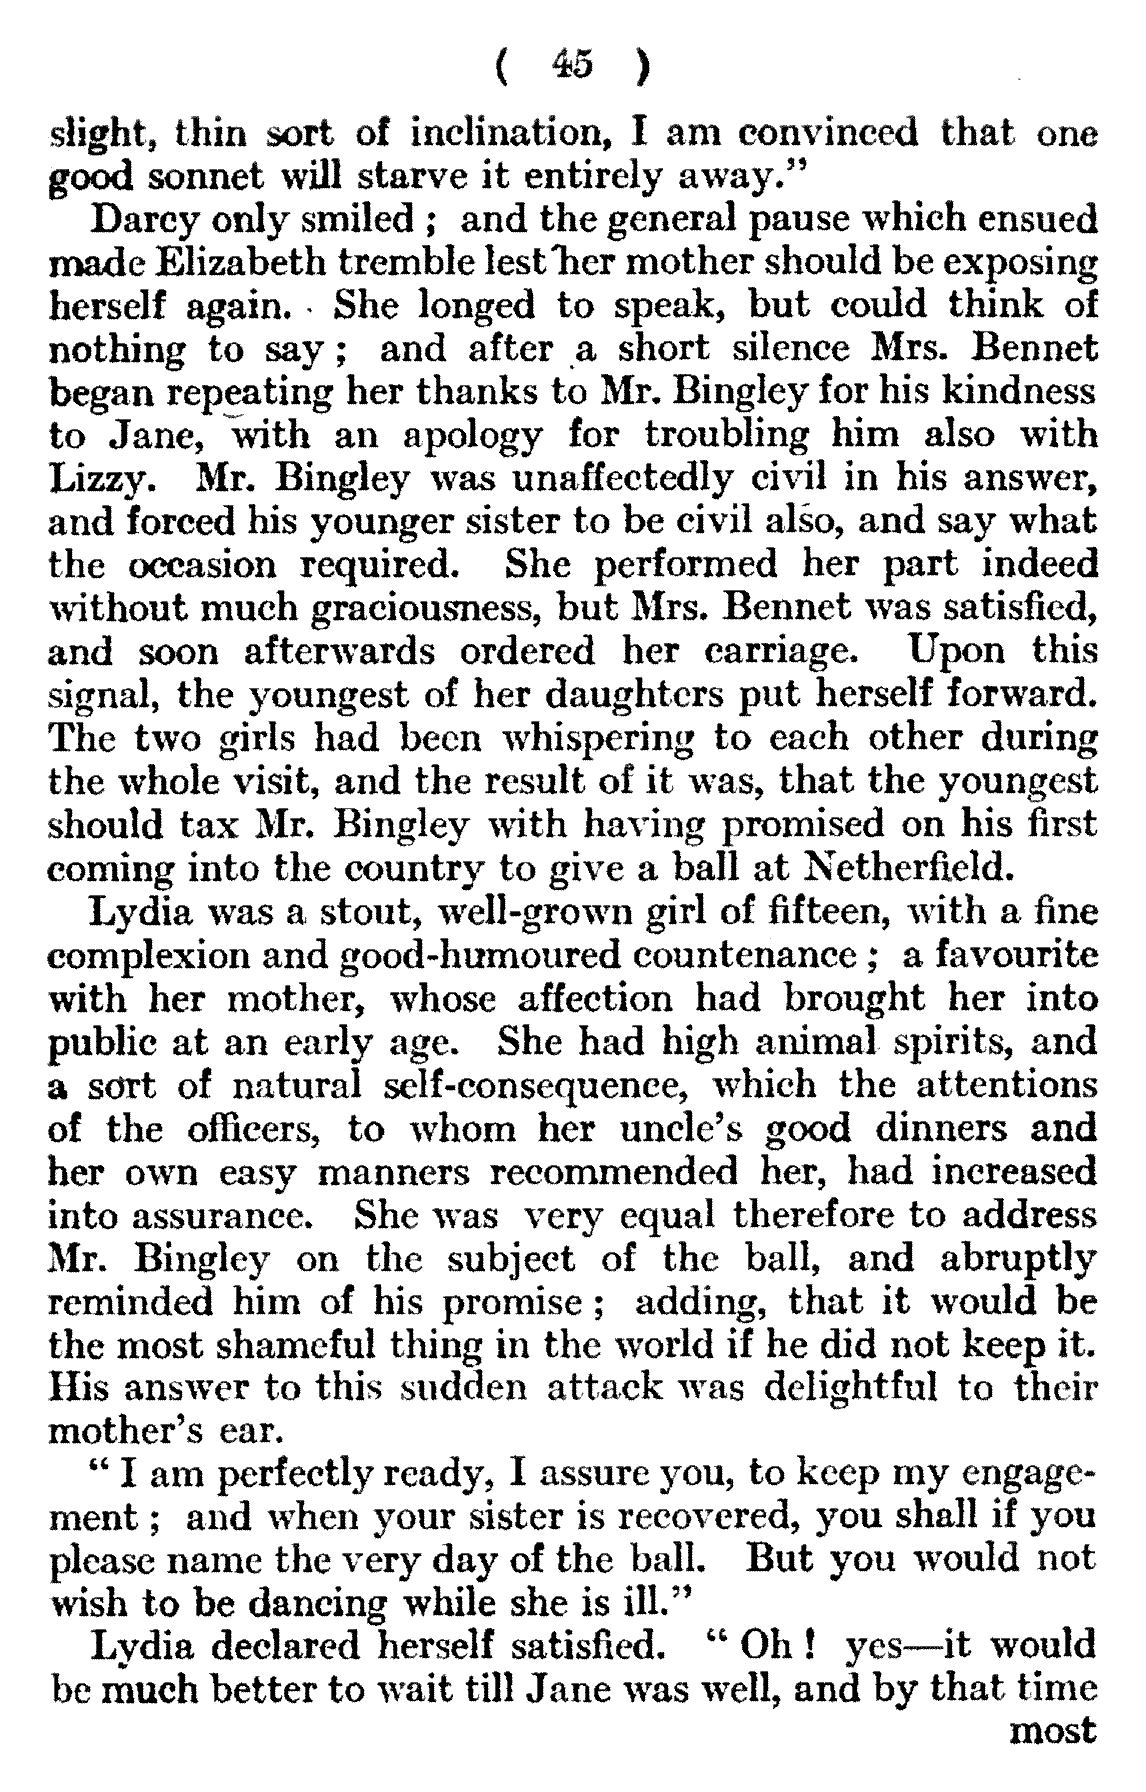 ( 45 )
slight, thin sort of inclination, I am convinced that one
good sonnet will starve it entirely away.”
Darcy only smiled ; and the general pause which ensued
made Elizabeth tremble lest her mother should be exposing
herself again. She longed to speak, but could think of
nothing to say ; and after a short silence Mrs. Bennet
began repeating her thanks to Mr. Bingley for his kindness
to Jane, with an apology for troubling him also with
Lizzy. Mr. Bingley was unaffectedly civil in his answer,
and forced his younger sister to be civil also, and say what
the occasion required. She performed her part indeed
without much graciousness, but Mrs. Bennet was satisfied,
and soon afterwards ordered her carriage. Upon this
signal, the youngest of her daughters put herself forward.
The two girls had been whispering to each other during
the whole visit, and the result of it was, that the youngest
should tax Mr. Bingley with having promised on his first
coming into the country to give a ball at Netherfield.
Lydia was a stout, well-grown girl of fifteen, with a fine
complexion and good-humoured countenance ; a favourite
with her mother, whose affection had brought her into
public at an early age. She had high animal spirits, and
a sort of natural self-consequence, which the attentions
of the officers, to whom her uncle’s good dinners and
her own easy manners recommended her, had increased
into assurance. She was very equal therefore to address
Mr. Bingley on the subject of the ball, and abruptly
reminded him of his promise ; adding, that it would be
the most shameful thing in the world if he did not keep it.
His answer to this sudden attack was delightful to their
mother’s ear.
“ I am perfectly ready, I assure you, to keep my engage-
ment ; and when your sister is recovered, you shall if you
please name the very day of the ball. But you would not
wish to be dancing while she is ill.”
Lydia declared herself satisfied. “ Oh ! yes—it would
be much better to wait till Jane was well, and by that time
most